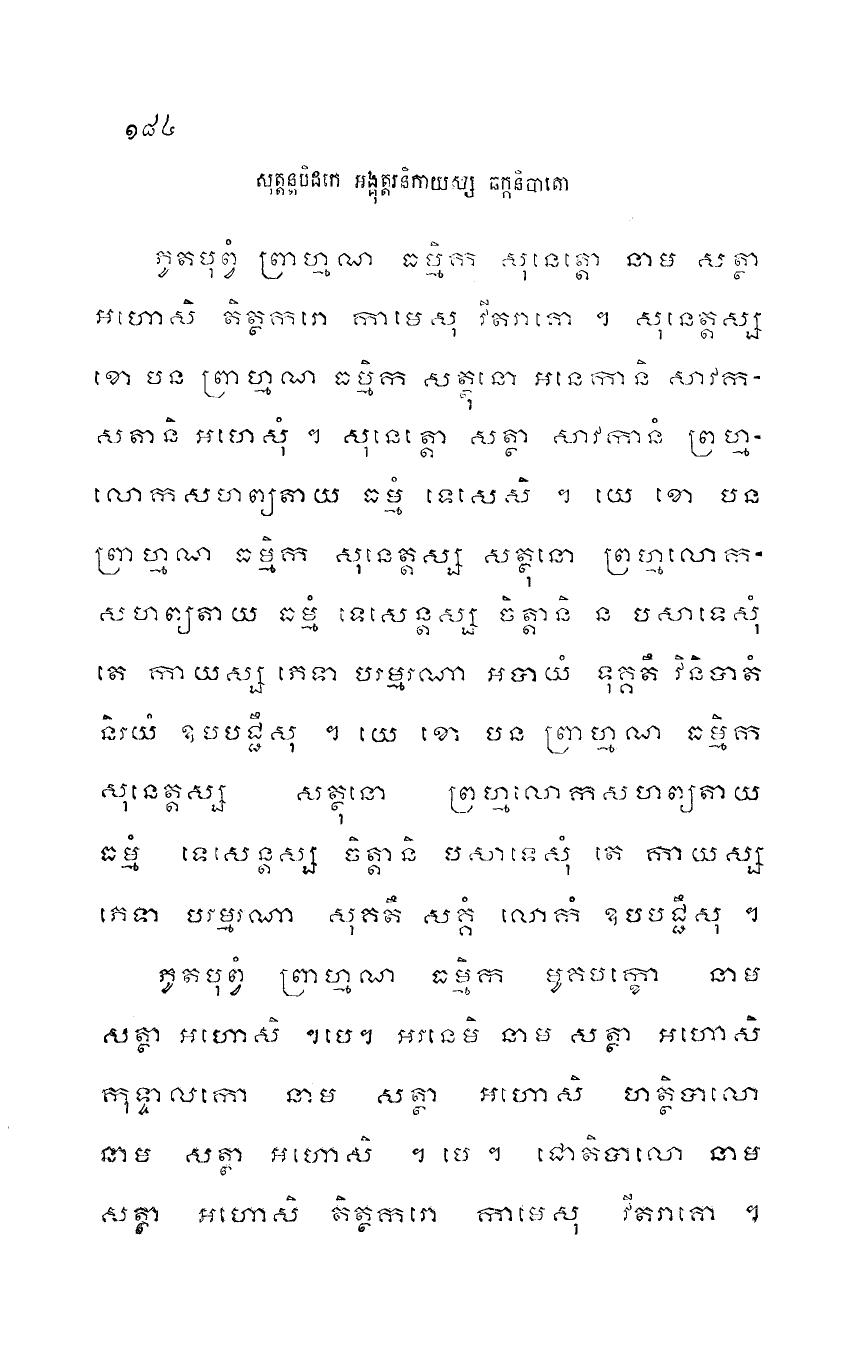 ១៨៤
សុត្តន្តបិដកេ អង្គុត្តរនិកាយស្ស ឆក្កនិបាតោ
ភូតបុព្វំ ព្រាហ្មណ ធម្មិក សុនេត្តោ នាម សត្ថា
អហោសិ តិត្ថករោ កាមេសុ វីតរាគោ ។ សុនេត្តស្ស
ខោ បន ព្រាហ្មណ ធម្មិក សត្ថុនោ អនេកានិ សាវក-
សតានិ អហេសុំ ។ សុនេត្តោ សត្ថា សាវកានំ ព្រហ្ម-
លោកសហព្យតាយ ធម្មំ ទេសេសិ ។ យេ ខោ បន
ព្រាហ្មណ ធម្មិក សុនេត្តស្ស សត្ថុនោ ព្រហ្មលោក-
សហព្យតាយ ធម្មំ ទេសេន្តស្ស ចិត្តានិ ន បសាទេសុំ
តេ កាយស្ស ភេទា បរម្មរណា អបាយំ ទុគ្គតឹ វិនិបាតំ
និរយំ ឧបបជ្ជឹសុ ។ យេ ខោ បន ព្រាហ្មណ ធម្មិក
សុនេត្តស្ស សត្ថុនោ ព្រហ្មលោកសហព្យតាយ
ធម្មំ ទេសេន្តស្ស ចិត្តានិ បសាទេសុំ តេ កាយស្ស
ភេទា បរម្មរណា សុគតឹ សគ្គំ លោកំ ឧបបជ្ជឹសុ ។
ភូតបុព្វំ ព្រាហ្មណ ធម្មិក មូគបក្ខោ នាម
សត្ថា អហោសិ ។បេ។ អរនេមិ នាម សត្ថា អហោសិ
កុទ្ទាលកោ នាម សត្ថា អហោសិ ហត្ថិបាលោ
នាម សត្ថា អហោសិ ។ បេ ។ ជោតិបាលោ នាម
សត្ថា អហោសិ តិត្ថករោ កាមេសុ វីតរាគោ ។